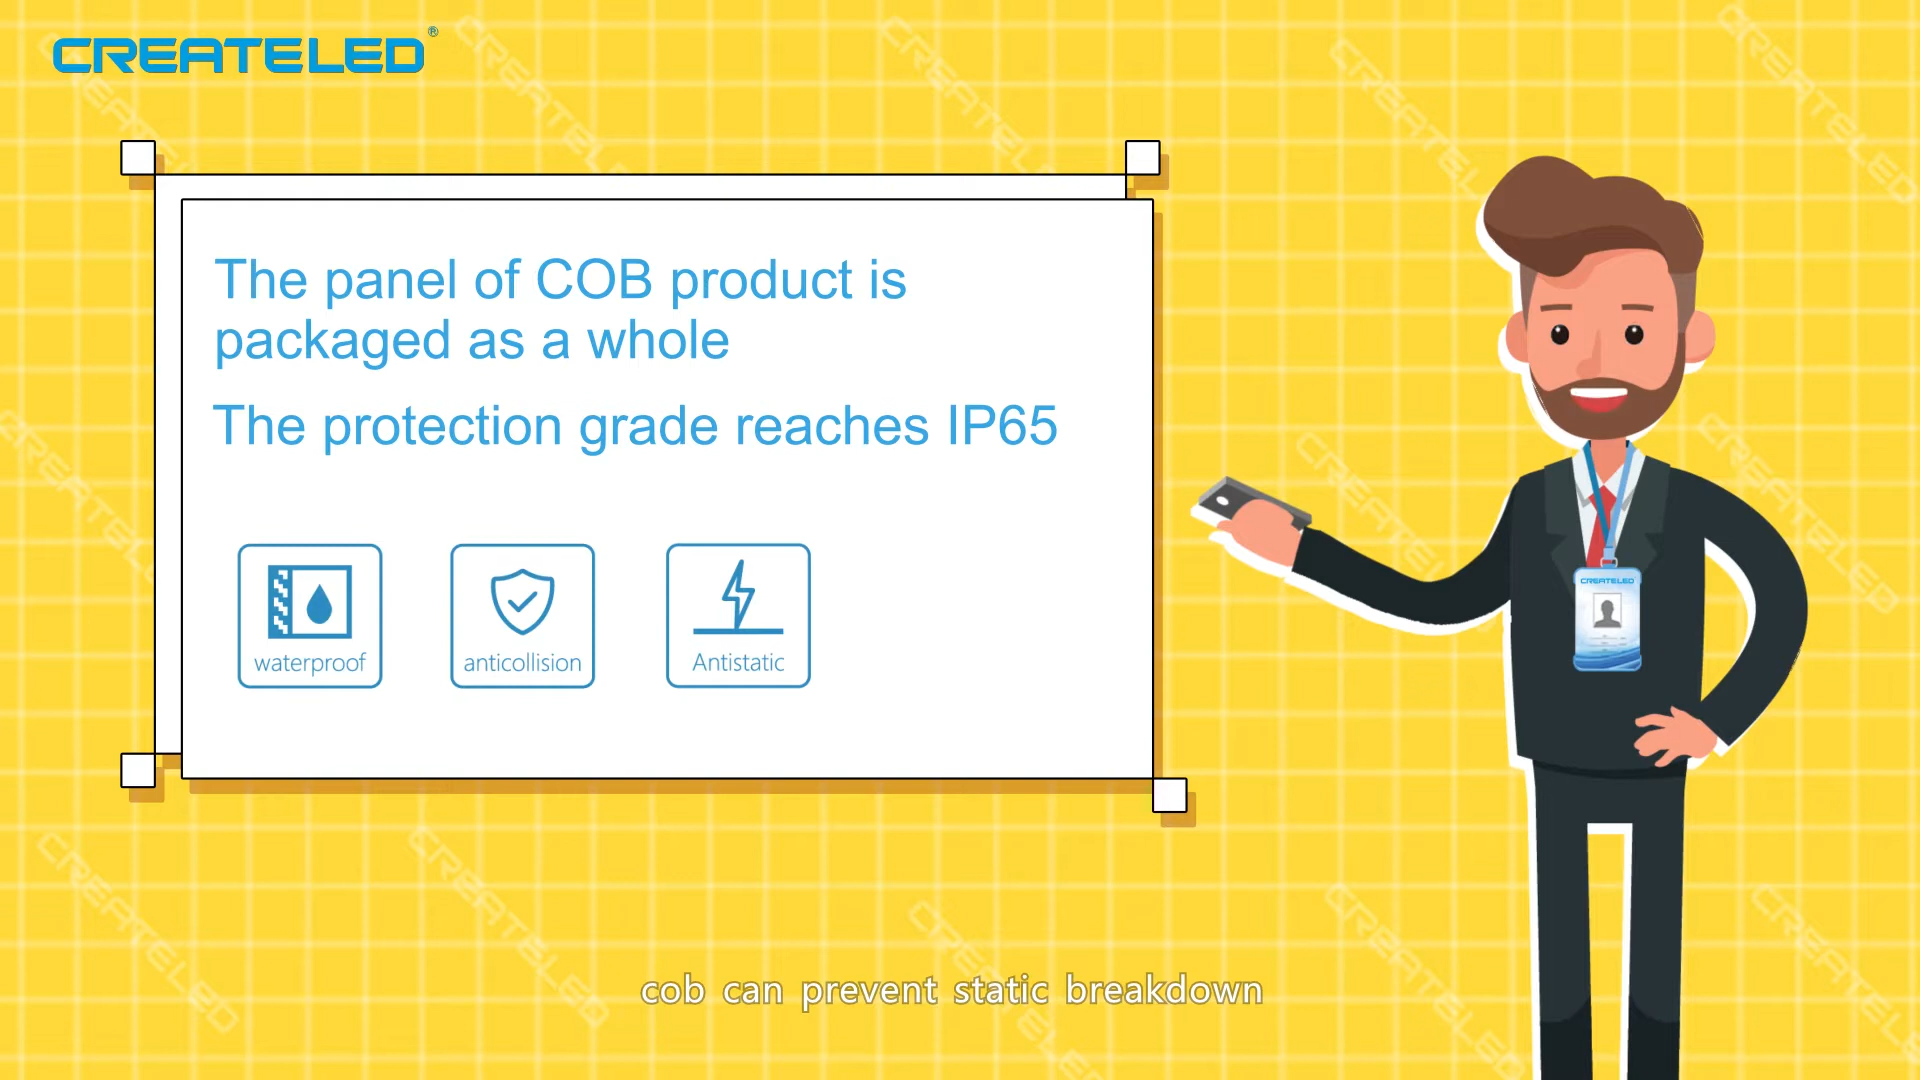 CREATELED®
The panel of COB product is
packaged as a whole
The protection grade reaches IP65
waterproof
anticollision
Antistatic
CREATELED
cob can prevent static breakdown